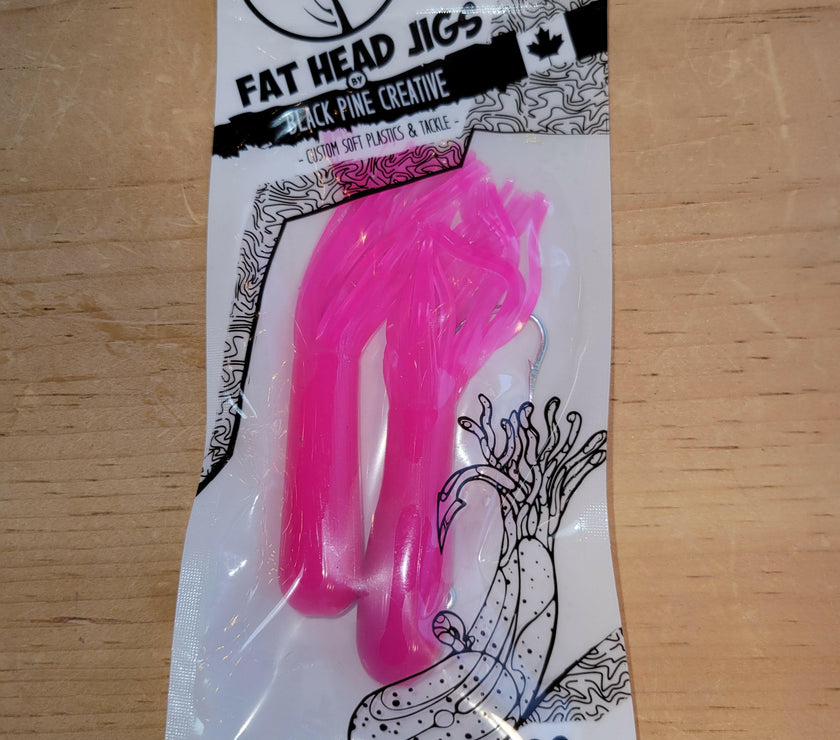 FAT HEAD JIGS
BY
BLACK PINE CREATIVE
- CUSTOM SOFT PLASTICS & TACKLE -